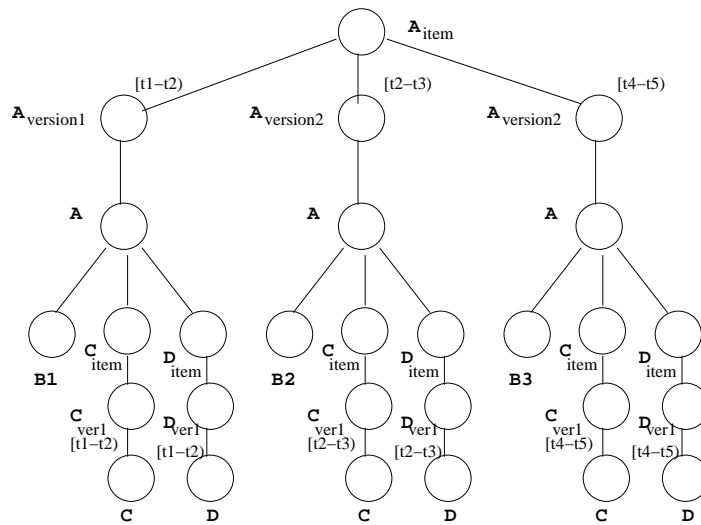 A item
[t1–t2) [t2–t3) [t4–t5)
A version1 A version2 A version2
A A A
B1 C item D item B2 C item D item B3 C item D item
C ver1 D ver1 C ver1 D ver1 C ver1 D ver1
[t1–t2) [t1–t2) [t2–t3) [t2–t3) [t4–t5) [t4–t5)
C D C D C D